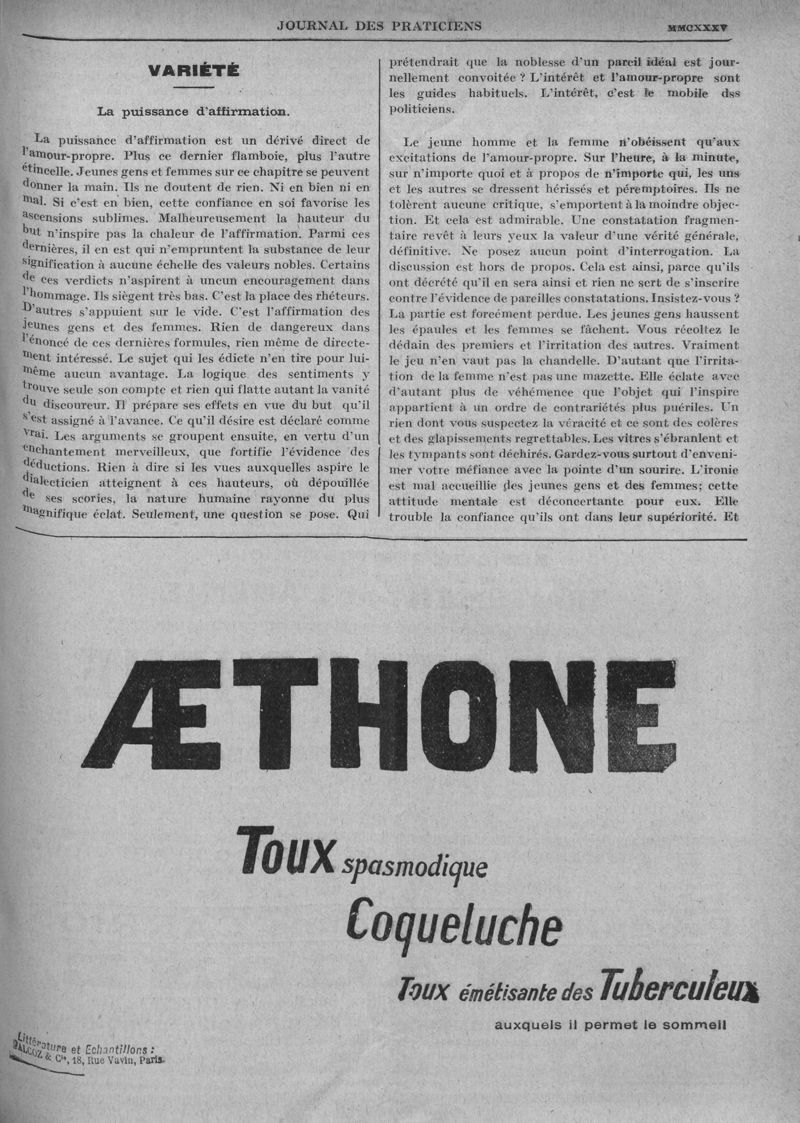 JOURNAL DES PRATICIENS
MMCXXXV
VARIÉTÉ
La puissance d'affirmation.
La puissance d'affirmation est un dérivé direct de
l'amour-propre. Plus ce dernier flamboie, plus l'autre
étincelle. Jeunes gens et femmes sur ce chapitre se peuvent
donner la main. Ils ne doutent de rien. Ni en bien ni en
mal. Si c'est en bien, cette confiance en soi favorise les
ascensions sublimes. Malheureusement la hauteur du
but n'inspire pas la chaleur de l'affirmation. Parmi ces
dernières, il en est qui n'empruntent la substance de leur
signification à aucune échelle des valeurs nobles. Certains
de ces verdicts n'aspirent à uncun encouragement dans
l'hommage. Ils siègent très bas. C'est la place des rhéteurs.
D'autres s'appuient sur le vide. C'est l'affirmation des
jeunes gens et des femmes. Rien de dangereux dans
l'énoncé de ces dernières formules, rien même de directe-
ment intéressé. Le sujet qui les édicte n'en tire pour lui-
même aucun avantage. La logique des sentiments y
trouve seule son compte et rien qui flatte autant la vanité
du discoureur. Il prépare ses effets en vue du but qu'il
s'est assigné à l'avance. Ce qu'il désire est déclaré comme
vrai. Les arguments se groupent ensuite, en vertu d'un
enchantement merveilleux, que fortifie l'évidence des
déductions. Rien à dire si les vues auxquelles aspire le
dialecticien atteignent à ces hauteurs, où dépouillée
de ses scories, la nature humaine rayonne du plus
magnifique éclat. Seulement, une question se pose. Qui
prétendrait que la noblesse d'un pareil idéal est jour-
nellement convoitée ? L'intérêt et l'amour-propre sont
les guides habituels. L'intérêt, c'est le mobile dss
politiciens.
Le jeune homme et la femme n'obéissent qu'aux
excitations de l'amour-propre. Sur l'heure, à la minute,
sur n'importe quoi et à propos de n'importe qui, les uns
et les autres se dressent hérissés et péremptoires. Ils ne
tolèrent aucune critique, s'emportent à la moindre objec-
tion. Et cela est admirable. Une constatation fragmen-
taire revêt à leurs yeux la valeur d'une vérité générale,
définitive. Ne posez aucun point d'interrogation. La
discussion est hors de propos. Cela est ainsi, parce qu'ils
ont décrété qu'il en sera ainsi et rien ne sert de s'inscrire
contre l'évidence de pareilles constatations. Insistez-vous ?
La partie est forcément perdue. Les jeunes gens haussent
les épaules et les femmes se fâchent. Vous récoltez le
dédain des premiers et l'irritation des autres. Vraiment
le jeu n'en vaut pas la chandelle. D'autant que l'irrita-
tion de la femme n'est pas une mazette. Elle éclate avec
d'autant plus de véhémence que l'objet qui l'inspire
appartient à un ordre de contrariétés plus puériles. Un
rien dont vous suspectez la véracité et ce sont des colères
et des glapissements regrettables. Les vitres s'ébranlent et
les tympants sont déchirés. Gardez-vous surtout d'enveni-
mer votre méfiance avec la pointe d'un sourire. L'ironie
est mal accueillie des jeunes gens et des femmes; cette
attitude mentale est déconcertante pour eux. Elle
trouble la confiance qu'ils ont dans leur supériorité. Et
ÆTHONE
TOUX spasmodique
Coqueluche
Toux émétisante des Tuberculeux
auxquels il permet le sommeil
Littérature et Echantillons :
FALCOZ & Cie, 18, Rue Vavin, Paris.